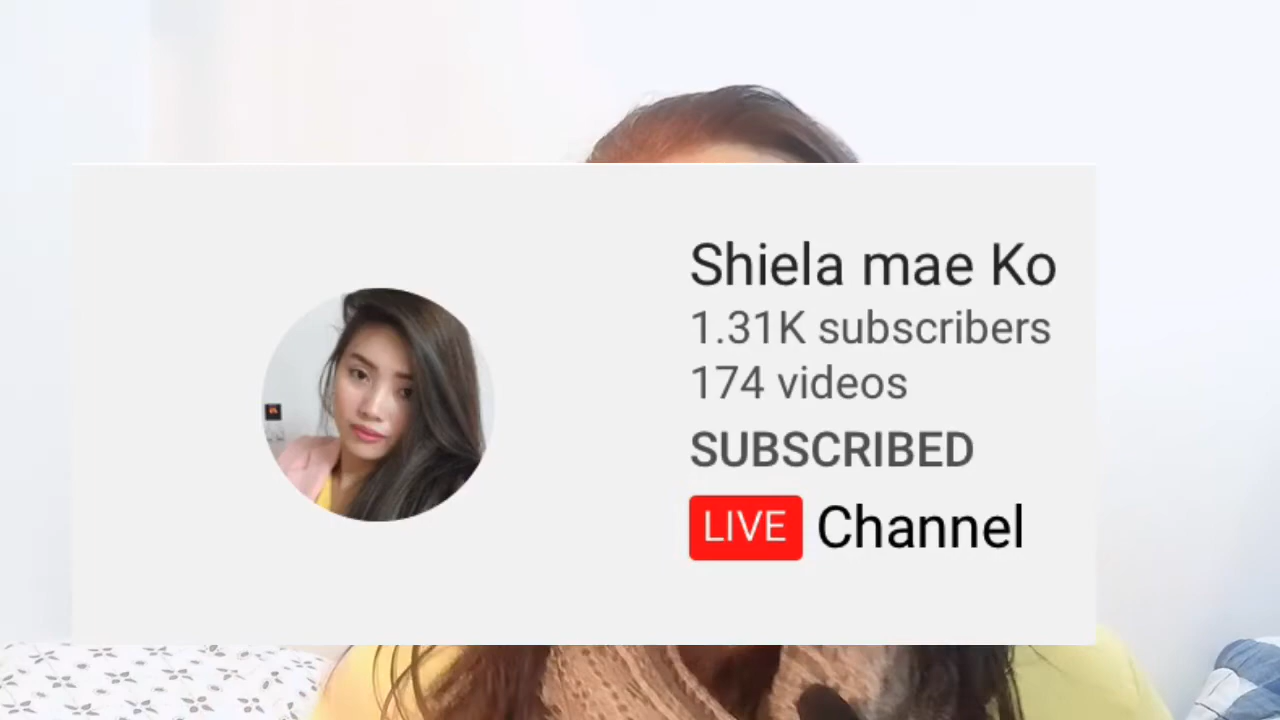 Shiela mae Ko
1.31K subscribers
174 videos
SUBSCRIBED
LIVE Channel